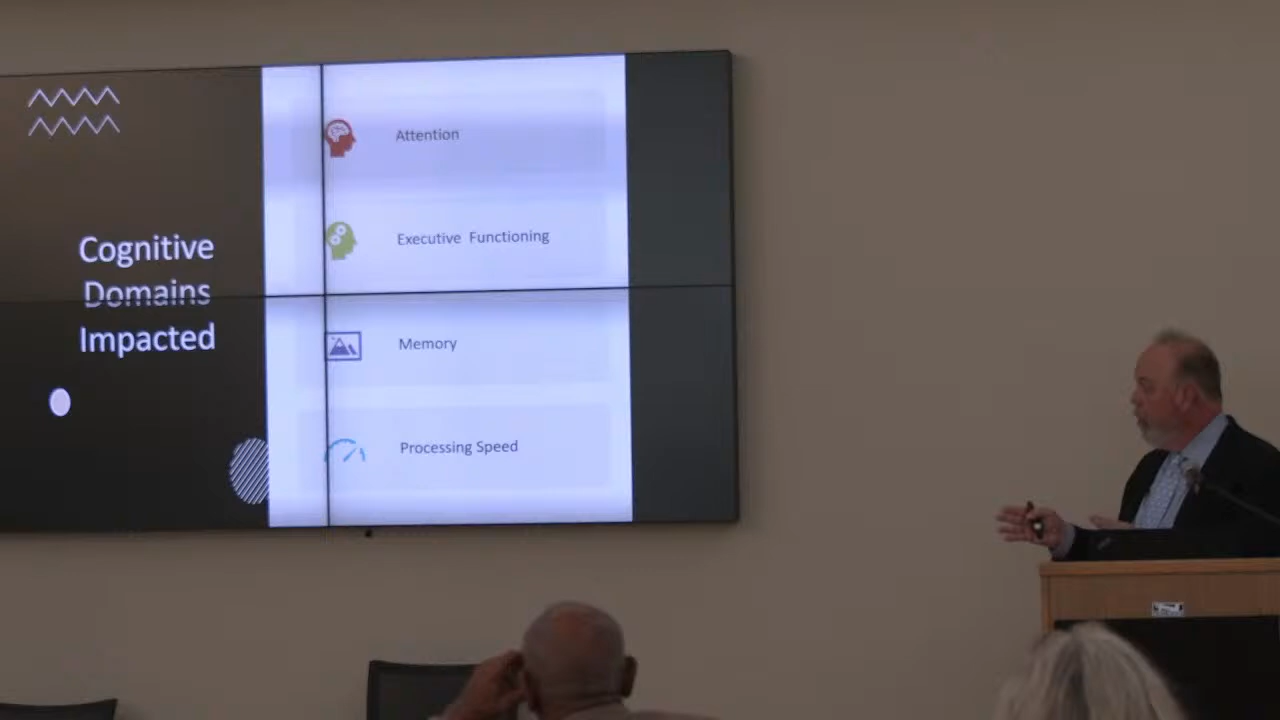 Cognitive
Domains
Impacted
Attention
Executive Functioning
Memory
Processing Speed